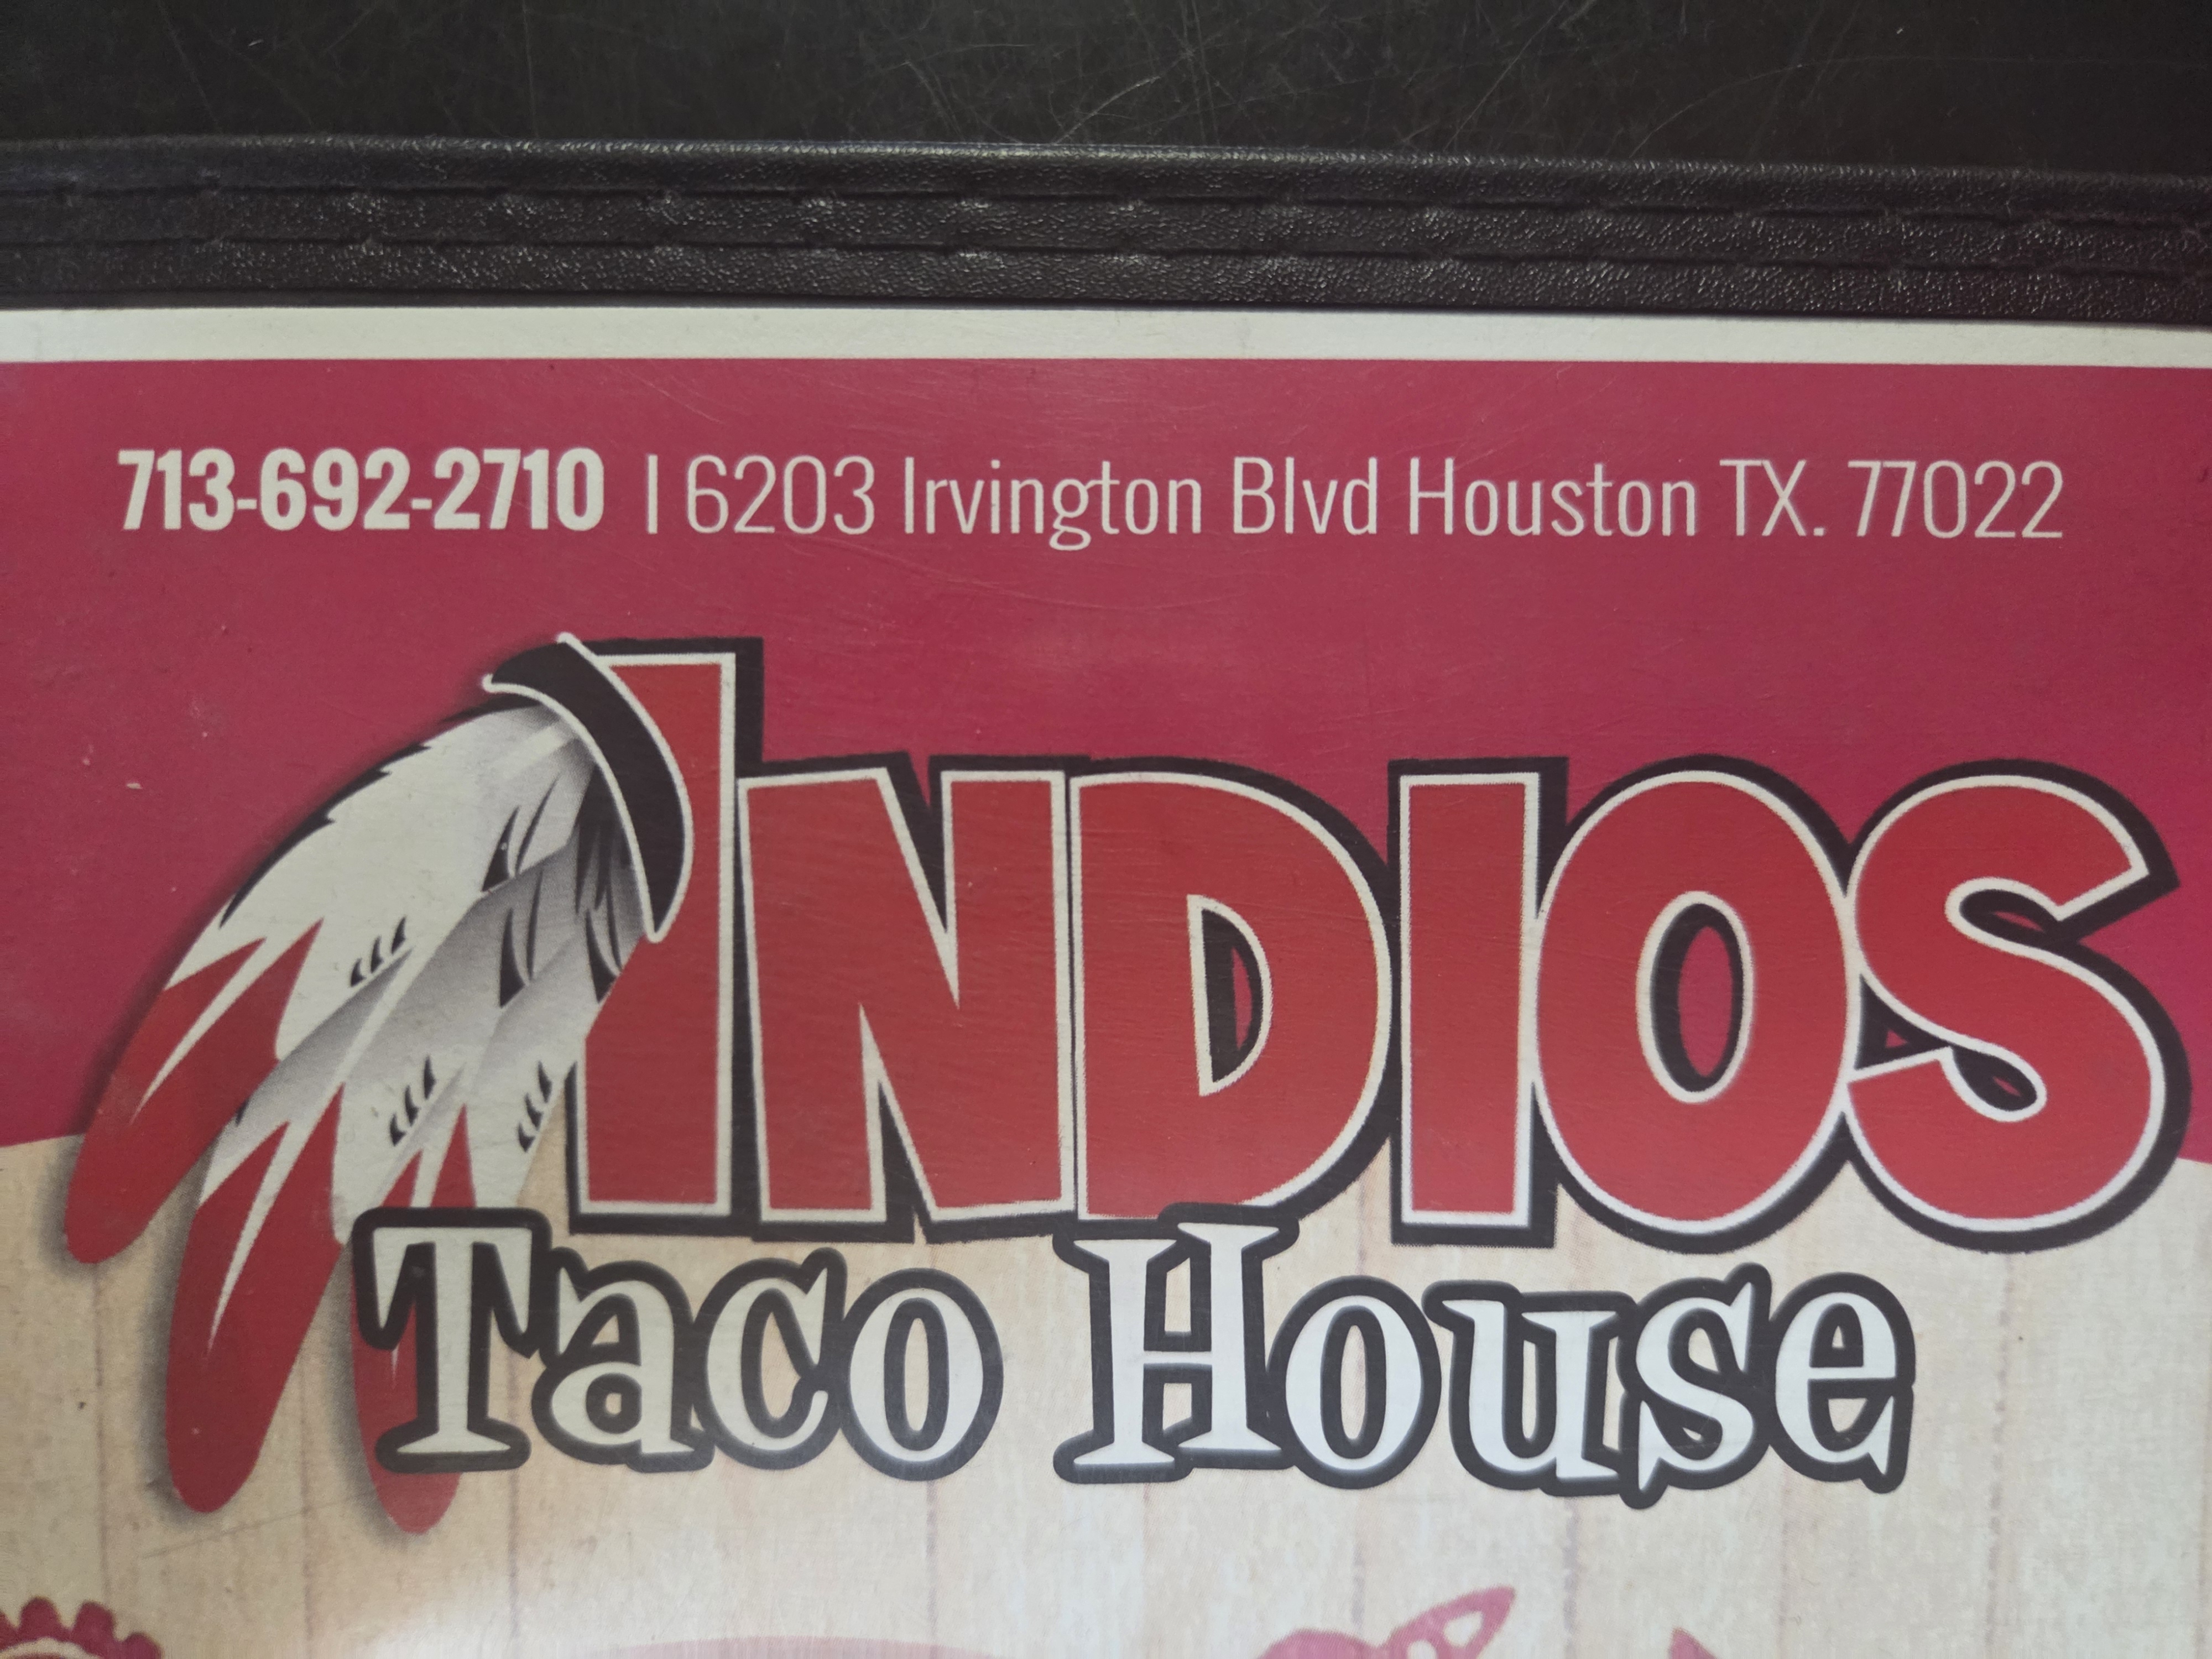 713-692-2710 | 6203 Irvington Blvd Houston TX. 77022
INDIOS
Taco House